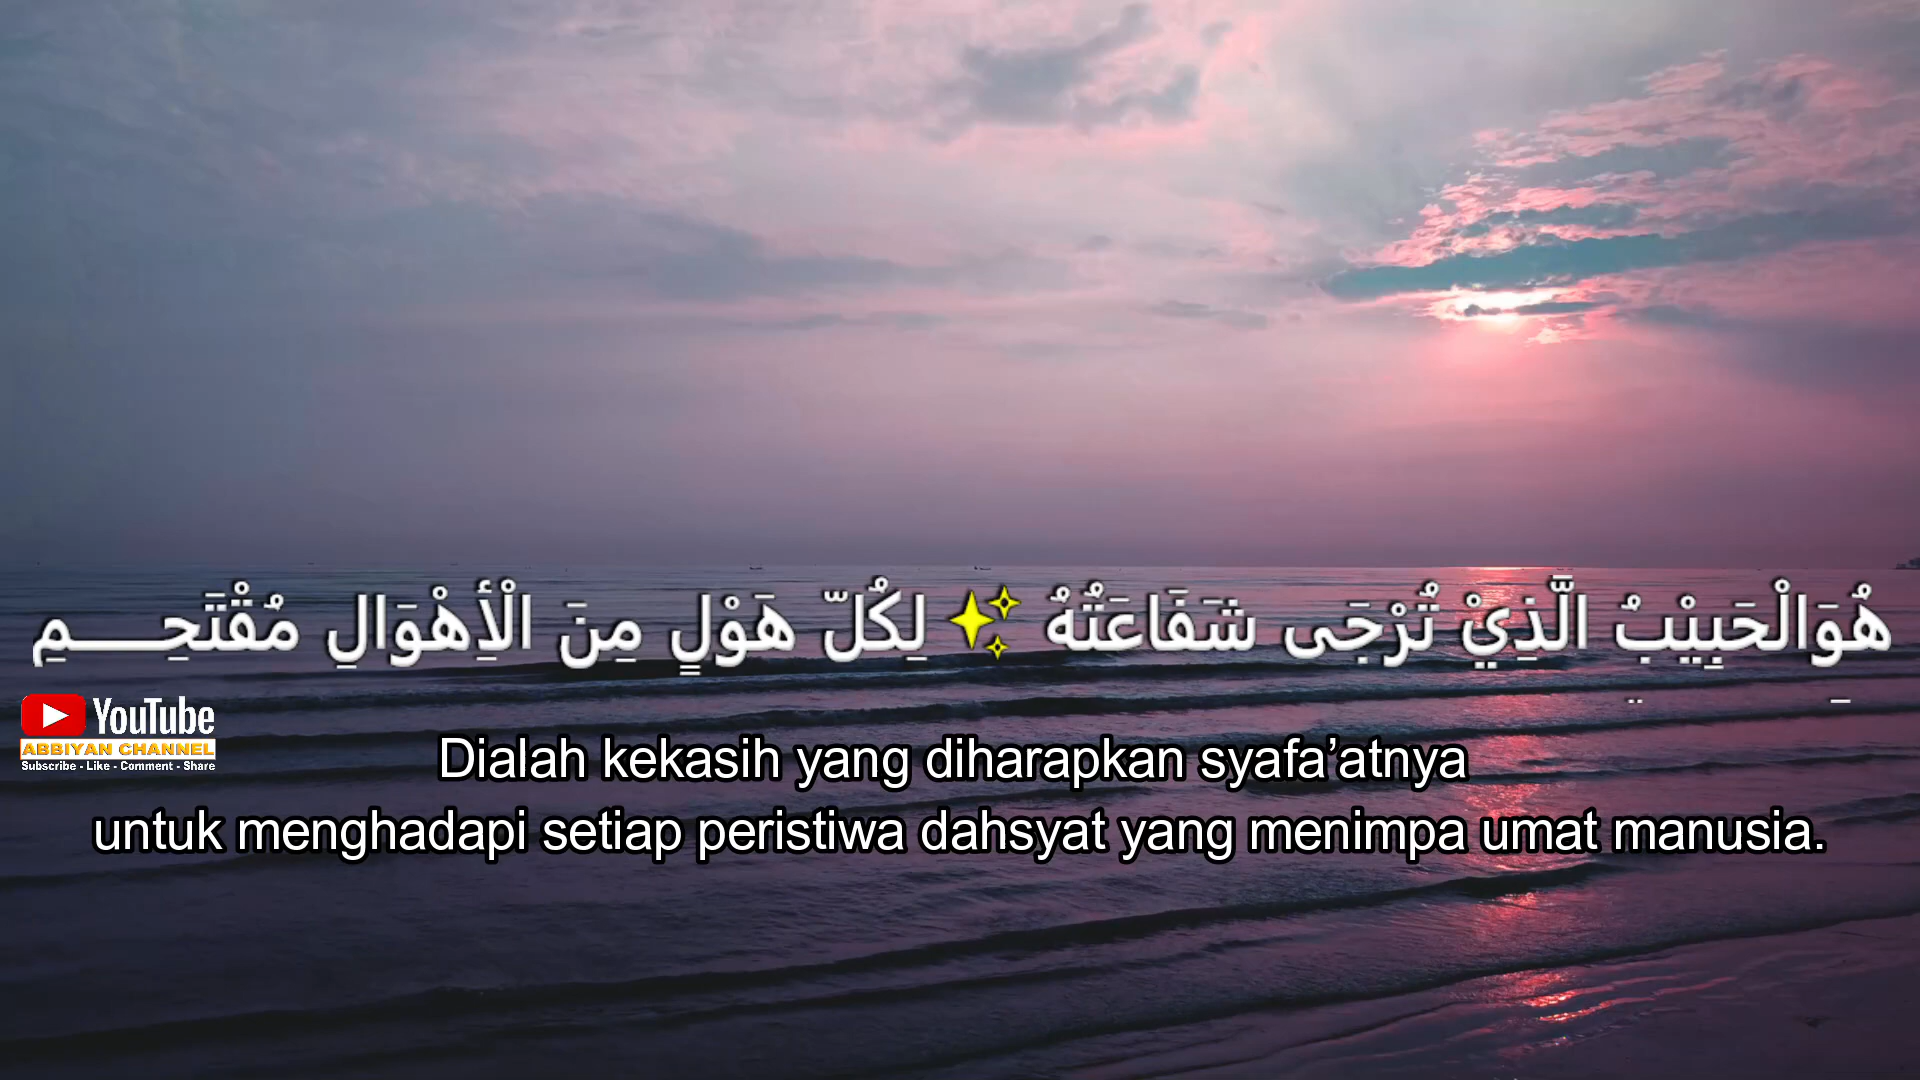 هُوَالْحَبِيْبُ الَّذِيْ تُرْجَى شَفَاعَتُهُ ✨ لِكُلِّ هَوْلٍ مِنَ الْأَِهْوَالِ مُقْتَحِـــــمِ
YouTube
ABBIYAN CHANNEL
Subscribe - Like - Comment - Share
Dialah kekasih yang diharapkan syafa’atnya
untuk menghadapi setiap peristiwa dahsyat yang menimpa umat manusia.